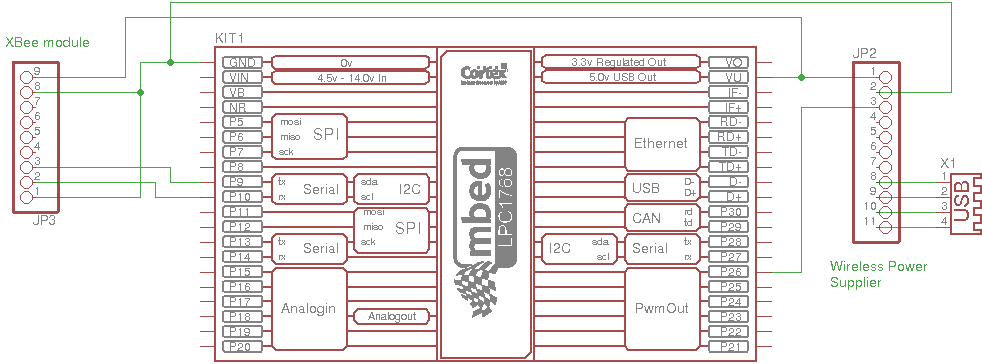 KIT1
XBee module
JP2
GND 0v 3.3v Regulated Out VO
VIN 4.5v - 14.0v In Cortex 5.0v USB Out VU
VB IF-
NR IF+
P5 mosi RD-
P6 miso SPI Ethernet RD+
P7 sck TD-
P8 TD+
P9 tx Serial sda I2C USB D- D-
P10 rx scl D+ D+
P11 mosi CAN rd P30
P12 miso SPI td P29
P13 tx Serial sck I2C sda Serial tx P28
P14 rx scl rx P27
P15 P26
P16 P25
P17 Analogin PwmOut P24
P18 Analogout P23
P19 P22
P20 P21
mbed
LPC1768
9
8
7
6
5
4
3
2
1
JP3
1
2
3
4
5
6
7
8
9
10
11
X1
1
2
3
4
USB
Wireless Power
Supplier